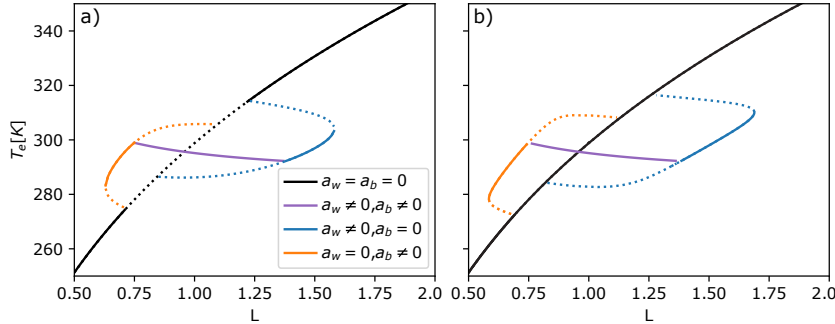 a)
b)
T_e[K]
340
320
300
280
260
a_w = a_b = 0
a_w ≠ 0,a_b ≠ 0
a_w ≠ 0,a_b = 0
a_w = 0,a_b ≠ 0
0.50 0.75 1.00 1.25 1.50 1.75 2.00
L
0.50 0.75 1.00 1.25 1.50 1.75 2.00
L